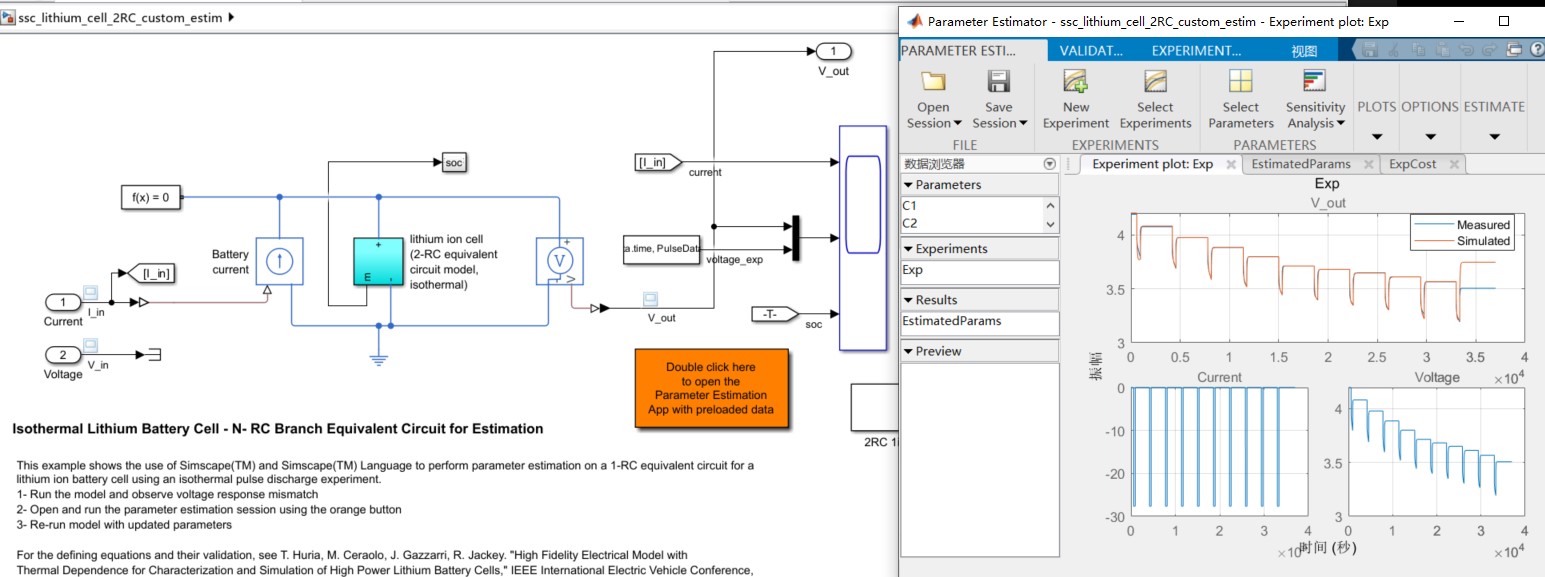 ssc_lithium_cell_2RC_custom_estim
1
V_out
[I_in]
current
soc
f(x) = 0
lithium ion cell
(2-RC equivalent
circuit model,
isothermal)
+
E
-
Battery
current
+
V
-
V
a.time, PulseDat
voltage_exp
[I_in]
1
Current
I_in
V_out
-T-
soc
2
Voltage
V_in
Double click here
to open the
Parameter Estimation
App with preloaded data
2RC 1
Isothermal Lithium Battery Cell - N- RC Branch Equivalent Circuit for Estimation
This example shows the use of Simscape(TM) and Simscape(TM) Language to perform parameter estimation on a 1-RC equivalent circuit for a
lithium ion battery cell using an isothermal pulse discharge experiment.
1- Run the model and observe voltage response mismatch
2- Open and run the parameter estimation session using the orange button
3- Re-run model with updated parameters
For the defining equations and their validation, see T. Huria, M. Ceraolo, J. Gazzarri, R. Jackey. "High Fidelity Electrical Model with
Thermal Dependence for Characterization and Simulation of High Power Lithium Battery Cells," IEEE International Electric Vehicle Conference,
Parameter Estimator - ssc_lithium_cell_2RC_custom_estim - Experiment plot: Exp
PARAMETER ESTI... VALIDAT... EXPERIMENT... 视图
Open Session
Save Session
New Experiment
Select Experiments
Select Parameters
Sensitivity Analysis
PLOTS OPTIONS ESTIMATE
FILE EXPERIMENTS PARAMETERS
数据浏览器
Parameters
C1
C2
Experiments
Exp
Results
EstimatedParams
Preview
Experiment plot: Exp EstimatedParams ExpCost
Exp
V_out
Measured
Simulated
4
3.5
3
0 0.5 1 1.5 2 2.5 3 3.5 4
×10⁴
振幅
Current
0
-10
-20
-30
0 1 2 3 4
×10
Voltage
4
3.5
3
0 1 2 3 4
×10⁴
时间 (秒)